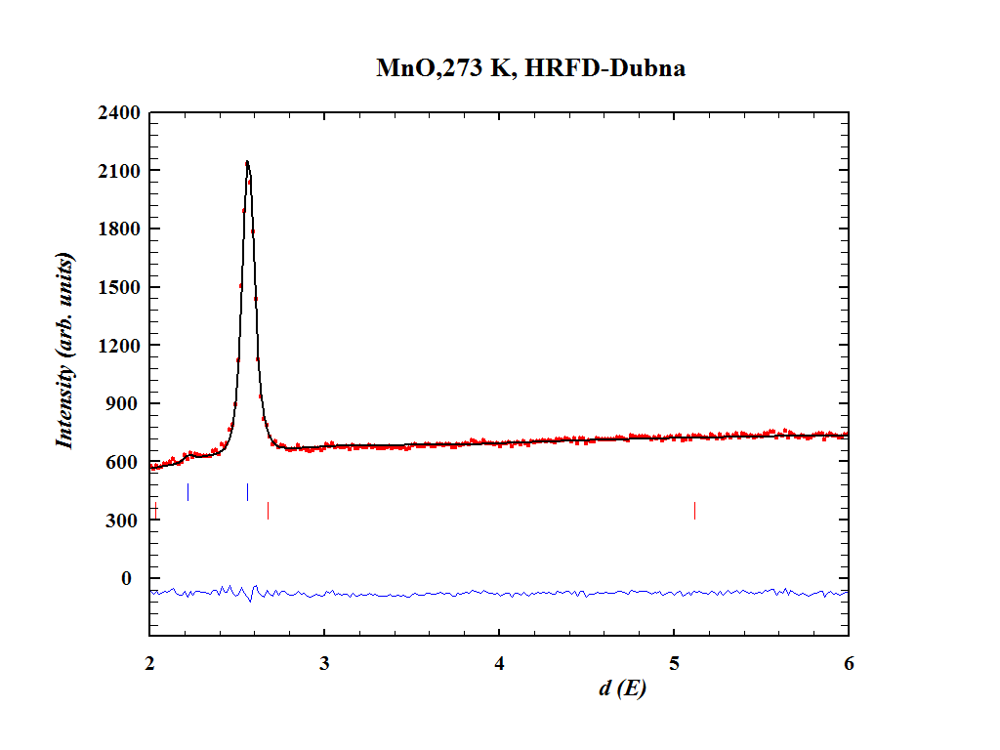 MnO,273 K, HRFD-Dubna
2400
2100
1800
1500
1200
900
600
300
0
Intensity (arb. units)
2 3 4 5 6
d (E)